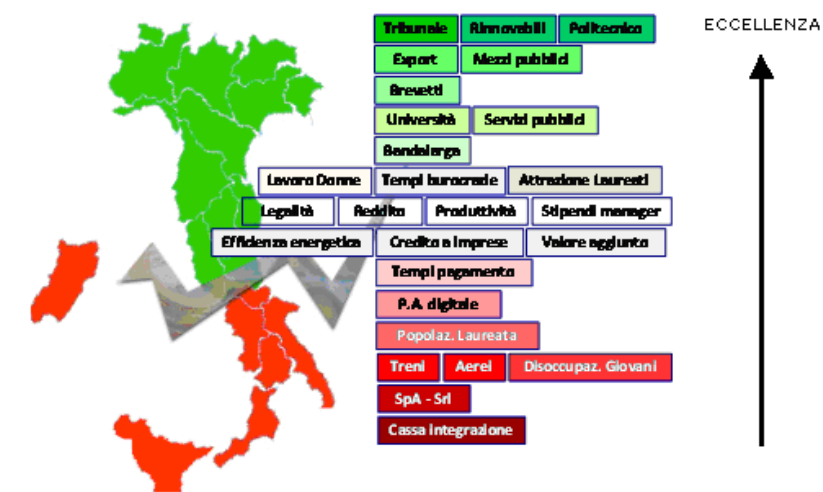 ECCELLENZA
Tribunale Rinnovabili Politecnico
Export Mezzi pubblici
Brevetti
Università Servizi pubblici
Bandalarga
Lavoro Donne Tempi burocrazie Attrazione Laureati
Legalità Reddito Produttività Stipendi manager
Efficienza energetica Credito a imprese Valore aggiunto
Tempi pagamento
P.A digitale
Popolaz. Laureata
Treni Aerei Disoccupaz. Giovani
SpA - Srl
Cassa integrazione